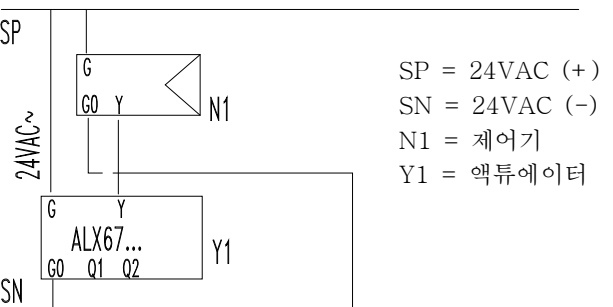 SP
24VAC~
G
G0 Y
N1
G Y
ALX67...
G0 Q1 Q2
Y1
SN
SP = 24VAC (+)
SN = 24VAC (-)
N1 = 제어기
Y1 = 액튜에이터